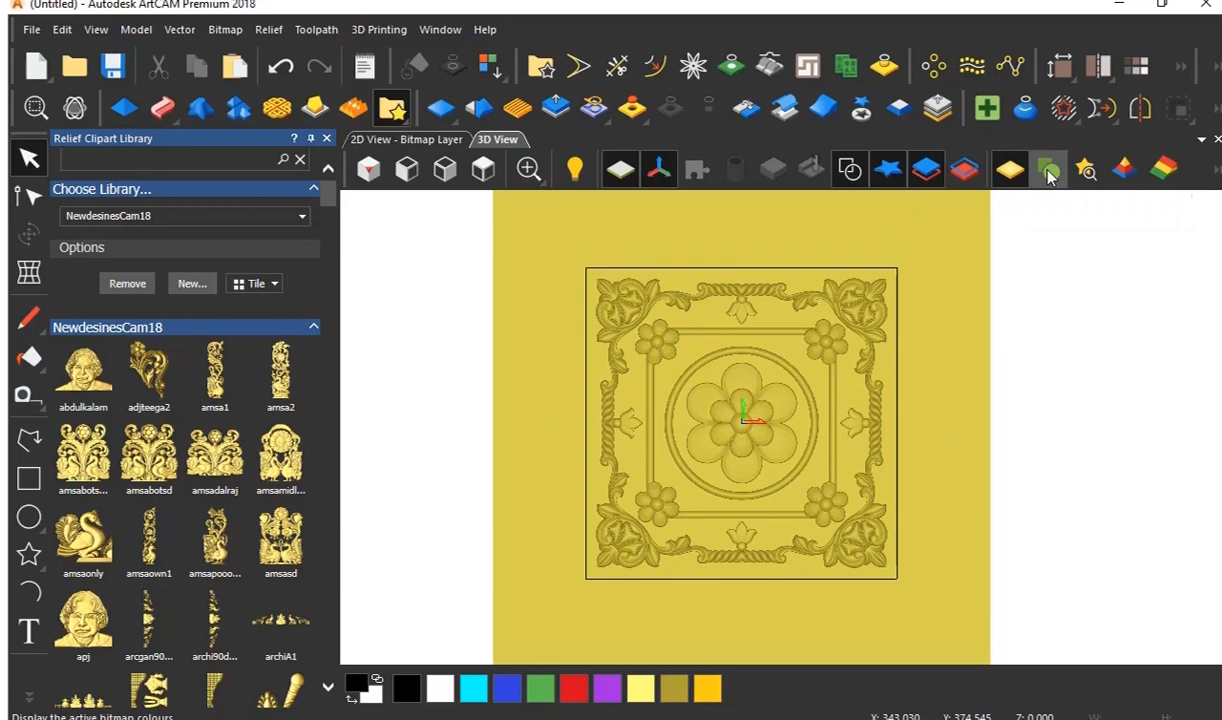 (Untitled) - Autodesk ArtCAM Premium 2018
File Edit View Model Vector Bitmap Relief Toolpath 3D Printing Window Help
Relief Clipart Library
2D View - Bitmap Layer 3D View
Choose Library...
NewdesinesCam18
Options
Remove New... Tile
NewdesinesCam18
abdulkalam adjteega2 amsa1 amsa2
amsabots... amsabotsd amsadalraj amsamidl...
amsaonly amsaown1 amsapooo... amsasd
apj arcgan90... archi90d... archiA1
Display the active bitmap colours X: 343.030 Y: 374.545 Z: 0.000 W: H: